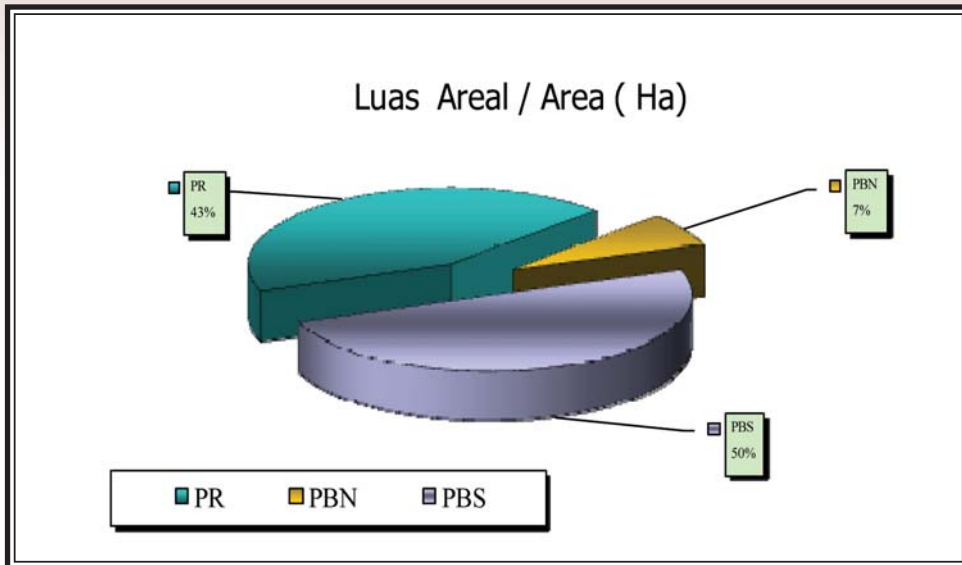 Luas Areal / Area ( Ha)
PR
43%
PBN
7%
PBS
50%
PR PBN PBS